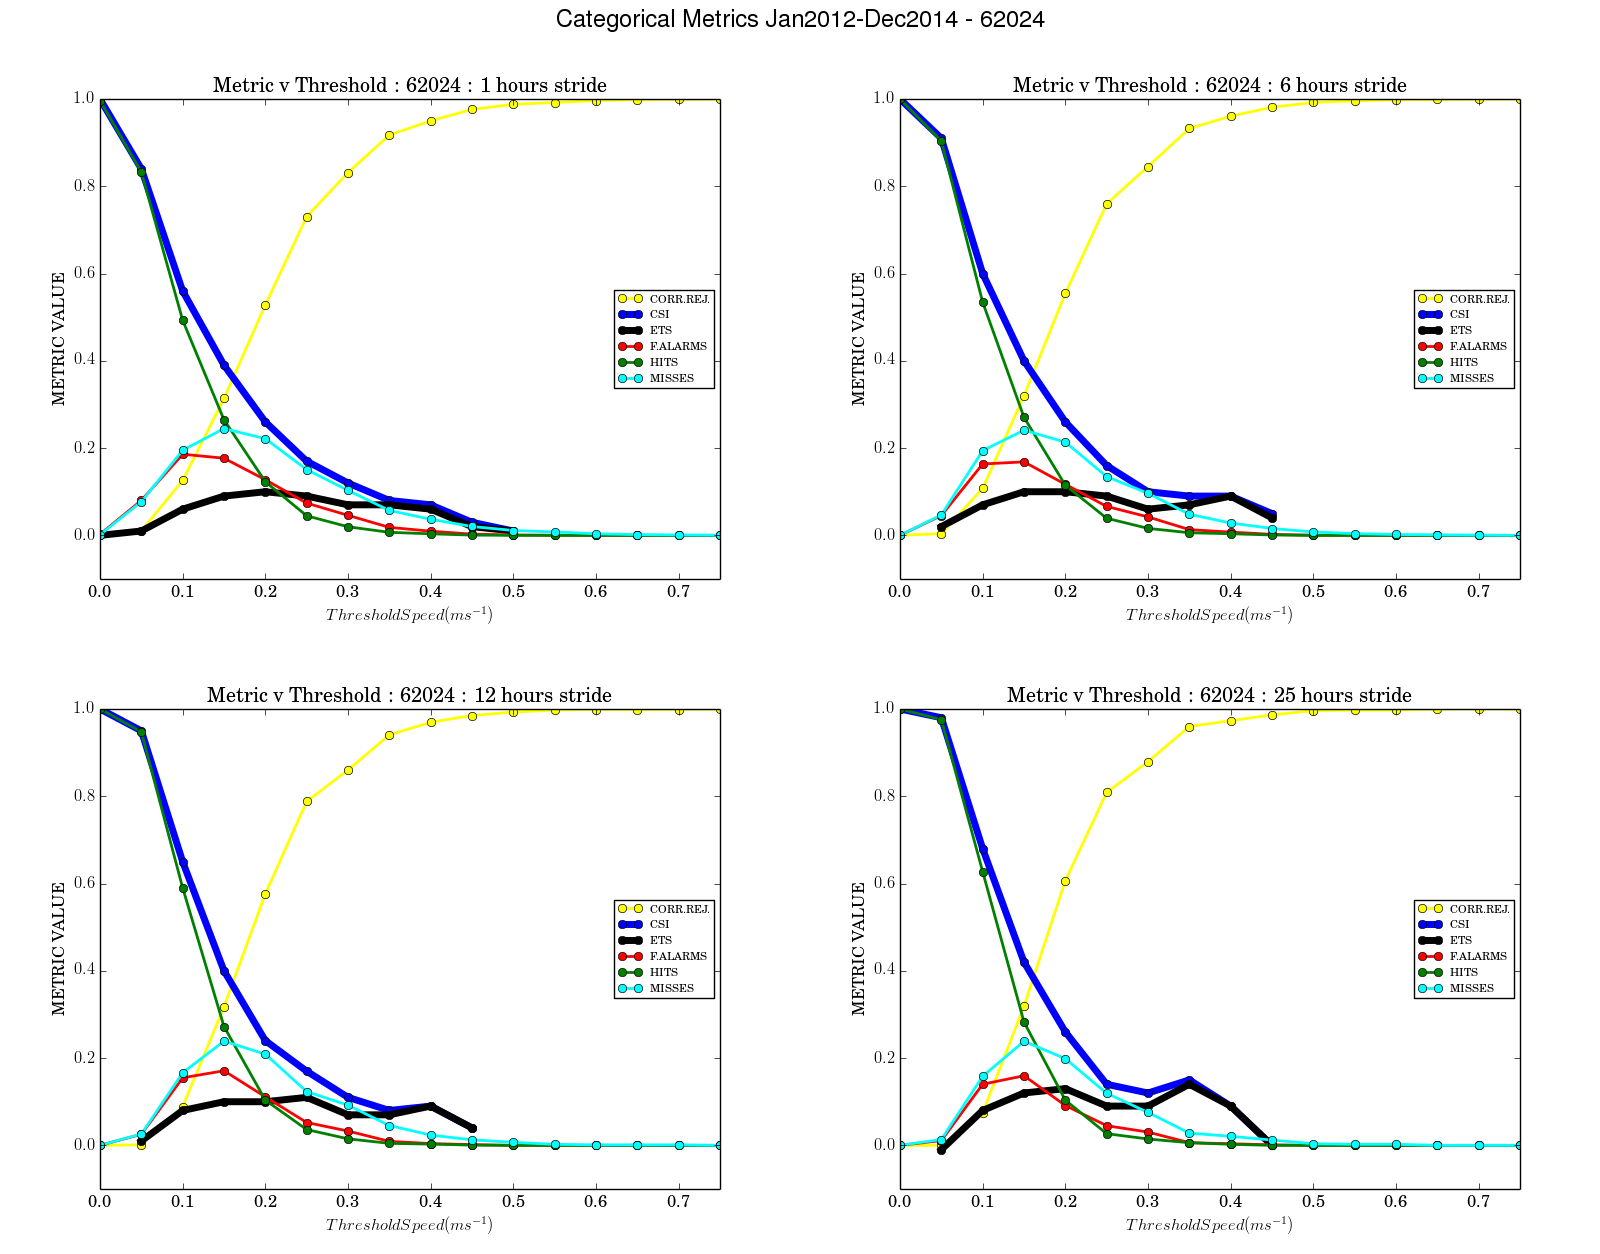 Categorical Metrics Jan2012-Dec2014 - 62024
Metric v Threshold : 62024 : 1 hours stride
1.0
0.8
0.6
0.4
0.2
0.0
METRIC VALUE
CORR.REJ.
CSI
ETS
F.ALARMS
HITS
MISSES
0.0 0.1 0.2 0.3 0.4 0.5 0.6 0.7
ThresholdSpeed(ms⁻¹)
Metric v Threshold : 62024 : 6 hours stride
1.0
0.8
0.6
0.4
0.2
0.0
METRIC VALUE
CORR.REJ.
CSI
ETS
F.ALARMS
HITS
MISSES
0.0 0.1 0.2 0.3 0.4 0.5 0.6 0.7
ThresholdSpeed(ms⁻¹)
Metric v Threshold : 62024 : 12 hours stride
1.0
0.8
0.6
0.4
0.2
0.0
METRIC VALUE
CORR.REJ.
CSI
ETS
F.ALARMS
HITS
MISSES
0.0 0.1 0.2 0.3 0.4 0.5 0.6 0.7
ThresholdSpeed(ms⁻¹)
Metric v Threshold : 62024 : 25 hours stride
1.0
0.8
0.6
0.4
0.2
0.0
METRIC VALUE
CORR.REJ.
CSI
ETS
F.ALARMS
HITS
MISSES
0.0 0.1 0.2 0.3 0.4 0.5 0.6 0.7
ThresholdSpeed(ms⁻¹)